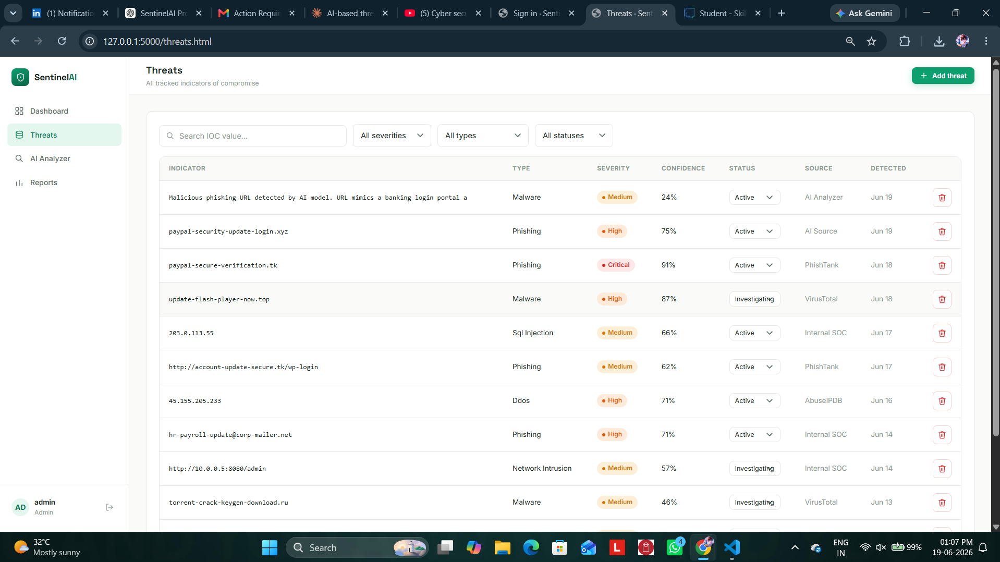 (1) Notificatio
SentinelAI Pro
Action Requir
AI-based thre
(5) Cyber secu
Sign in · Senti
Threats · Sent
Student - Skil
Ask Gemini
127.0.0.1:5000/threats.html
SentinelAI
Dashboard
Threats
AI Analyzer
Reports
AD
admin
Admin
Threats
All tracked indicators of compromise
+ Add threat
Search IOC value...
All severities
All types
All statuses
INDICATOR TYPE SEVERITY CONFIDENCE STATUS SOURCE DETECTED
Malicious phishing URL detected by AI model. URL mimics a banking login portal a Malware Medium 24% Active AI Analyzer Jun 19
paypal-security-update-login.xyz Phishing High 75% Active AI Source Jun 19
paypal-secure-verification.tk Phishing Critical 91% Active PhishTank Jun 18
update-flash-player-now.top Malware High 87% Investigating VirusTotal Jun 18
203.0.113.55 Sql Injection Medium 66% Active Internal SOC Jun 17
http://account-update-secure.tk/wp-login Phishing Medium 62% Active PhishTank Jun 17
45.155.205.233 Ddos High 71% Active AbuseIPDB Jun 16
hr-payroll-update@corp-mailer.net Phishing High 71% Active Internal SOC Jun 14
http://10.0.0.5:8080/admin Network Intrusion Medium 57% Investigating Internal SOC Jun 14
torrent-crack-keygen-download.ru Malware Medium 46% Investigating VirusTotal Jun 13
32°C
Mostly sunny
Search
L
4
ENG
IN
99%
01:07 PM
19-06-2026